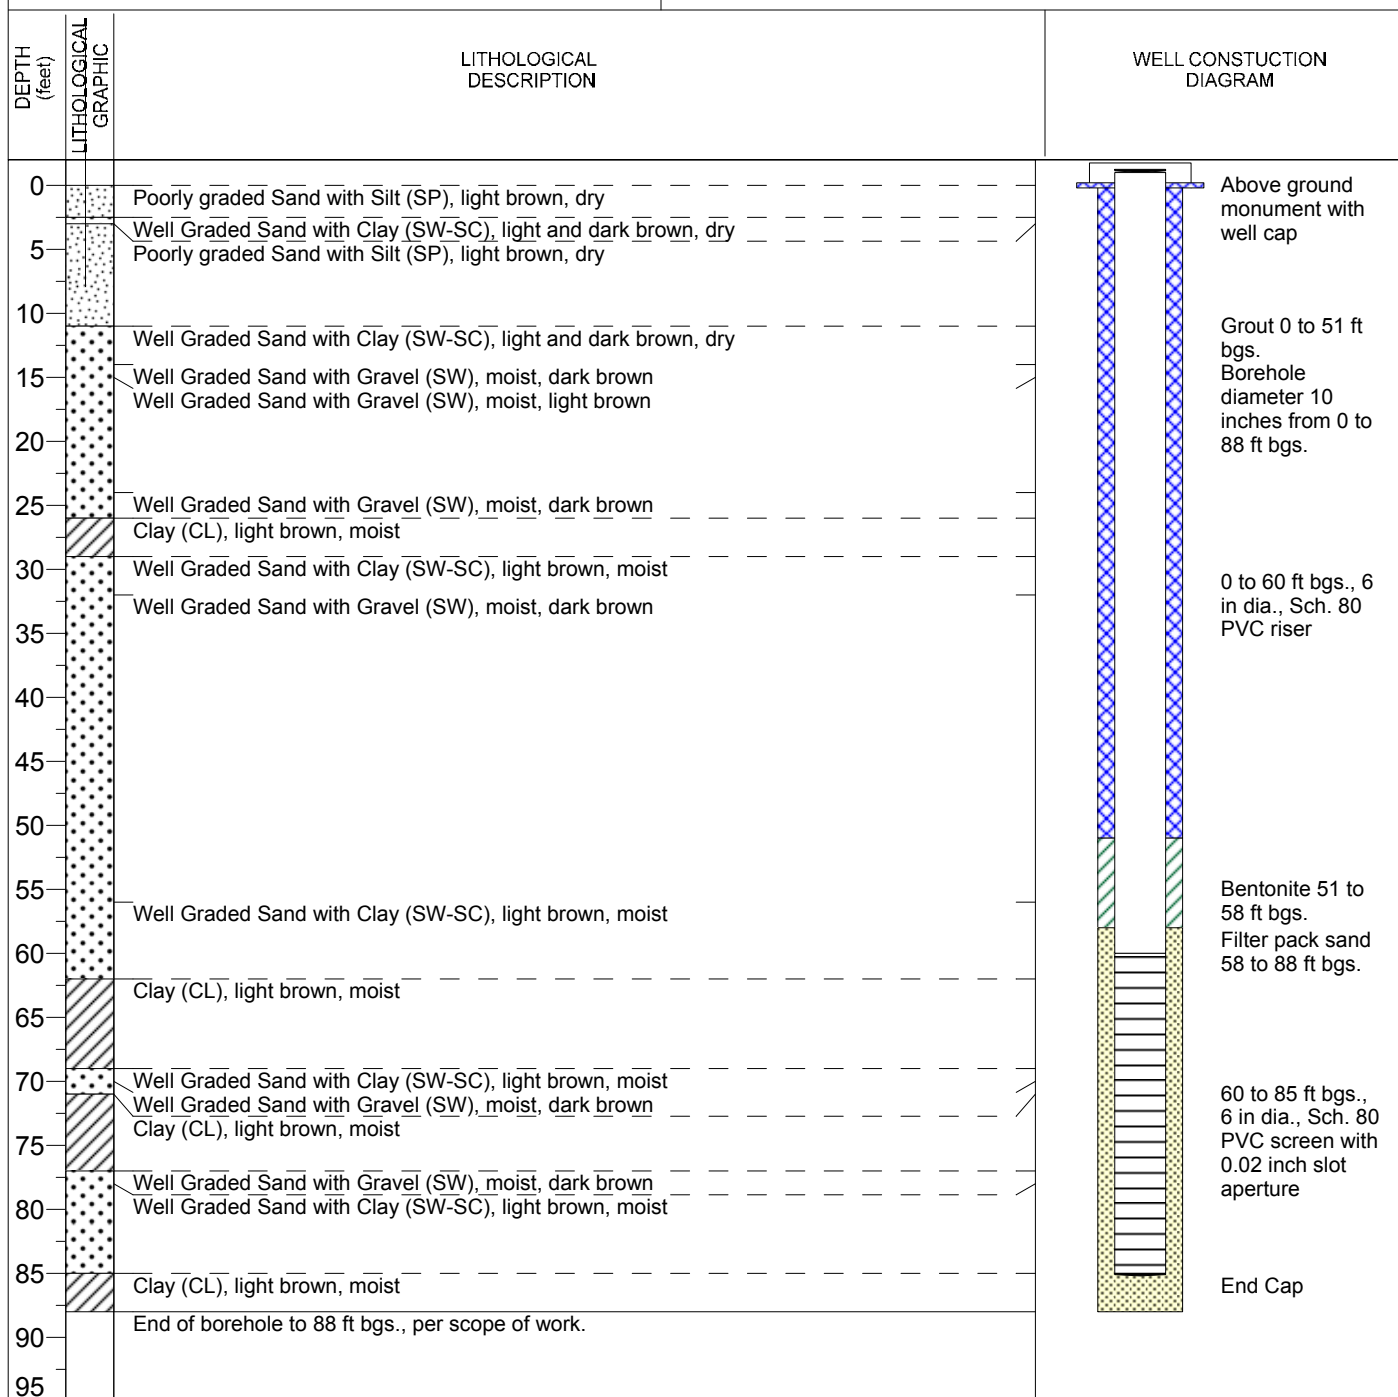 DEPTH
(feet)
LITHOLOGICAL
GRAPHIC
LITHOLOGICAL
DESCRIPTION
WELL CONSTUCTION
DIAGRAM
0
5
10
15
20
25
30
35
40
45
50
55
60
65
70
75
80
85
90
95
Poorly graded Sand with Silt (SP), light brown, dry
Well Graded Sand with Clay (SW-SC), light and dark brown, dry
Poorly graded Sand with Silt (SP), light brown, dry
Well Graded Sand with Clay (SW-SC), light and dark brown, dry
Well Graded Sand with Gravel (SW), moist, dark brown
Well Graded Sand with Gravel (SW), moist, light brown
Well Graded Sand with Gravel (SW), moist, dark brown
Clay (CL), light brown, moist
Well Graded Sand with Clay (SW-SC), light brown, moist
Well Graded Sand with Gravel (SW), moist, dark brown
Well Graded Sand with Clay (SW-SC), light brown, moist
Clay (CL), light brown, moist
Well Graded Sand with Clay (SW-SC), light brown, moist
Well Graded Sand with Gravel (SW), moist, dark brown
Clay (CL), light brown, moist
Well Graded Sand with Gravel (SW), moist, dark brown
Well Graded Sand with Clay (SW-SC), light brown, moist
Clay (CL), light brown, moist
End of borehole to 88 ft bgs., per scope of work.
Above ground
monument with
well cap
Grout 0 to 51 ft
bgs.
Borehole
diameter 10
inches from 0 to
88 ft bgs.
0 to 60 ft bgs., 6
in dia., Sch. 80
PVC riser
Bentonite 51 to
58 ft bgs.
Filter pack sand
58 to 88 ft bgs.
60 to 85 ft bgs.,
6 in dia., Sch. 80
PVC screen with
0.02 inch slot
aperture
End Cap